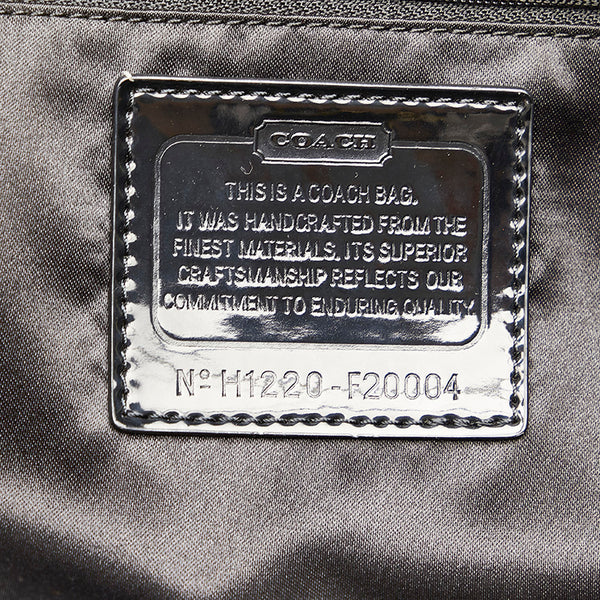 COACH
THIS IS A COACH BAG.
IT WAS HANDCRAFTED FROM THE
FINEST MATERIALS. ITS SUPERIOR
CRAFTSMANSHIP REFLECTS OUR
COMMITMENT TO ENDURING QUALITY
Nº H1220-F20004